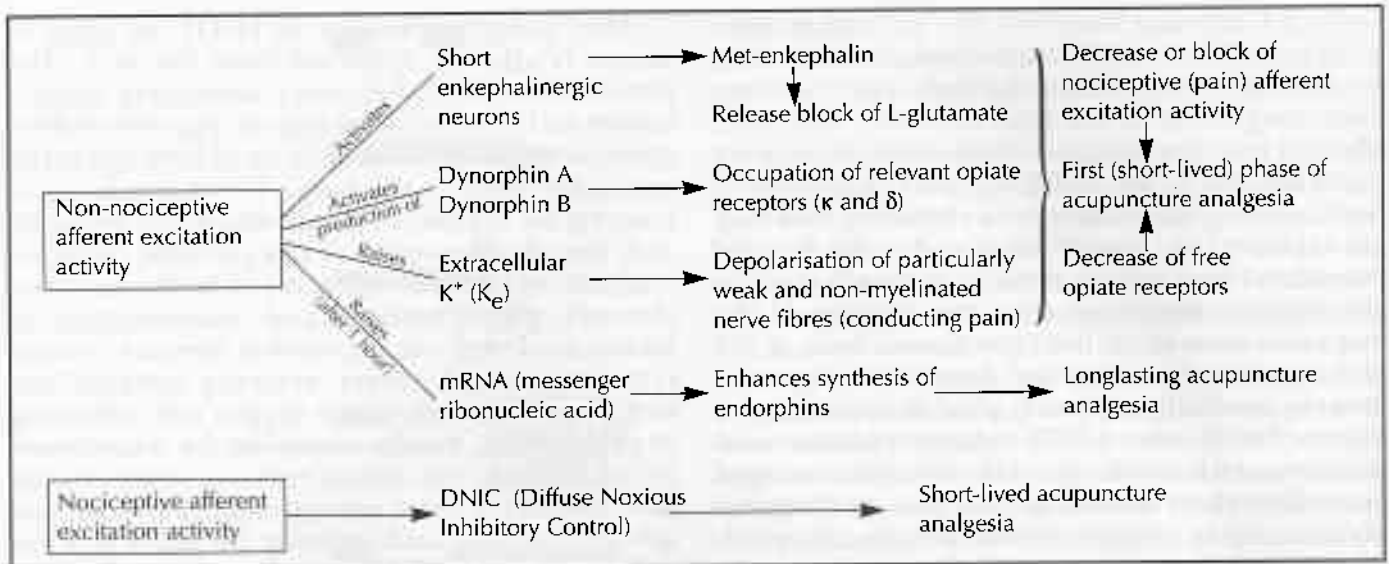 Non-nociceptive
afferent excitation
activity
Activates
Short
enkephalinergic
neurons
Met-enkephalin
Release block of L-glutamate
Activates
production of
Dynorphin A
Dynorphin B
Occupation of relevant opiate
receptors (κ and δ)
Raises
Extracellular
K⁺ (Kₑ)
Depolarisation of particularly
weak and non-myelinated
nerve fibres (conducting pain)
Decrease or block of
nociceptive (pain) afferent
excitation activity
First (short-lived) phase of
acupuncture analgesia
Decrease of free
opiate receptors
mRNA (messenger
ribonucleic acid)
Enhances synthesis of
endorphins
Longlasting acupuncture
analgesia
Nociceptive afferent
excitation activity
DNIC (Diffuse Noxious
Inhibitory Control)
Short-lived acupuncture
analgesia